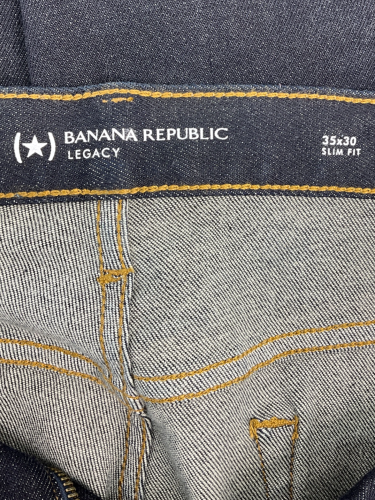 BANANA REPUBLIC
LEGACY
35x30
SLIM FIT